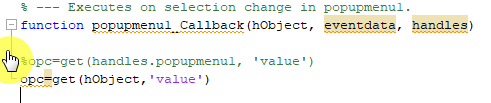 % --- Executes on selection change in popupmenu1.
function popupmenu1_Callback(hObject, eventdata, handles)
%opc=get(handles.popupmenu1, 'value')
opc=get(hObject,'value')